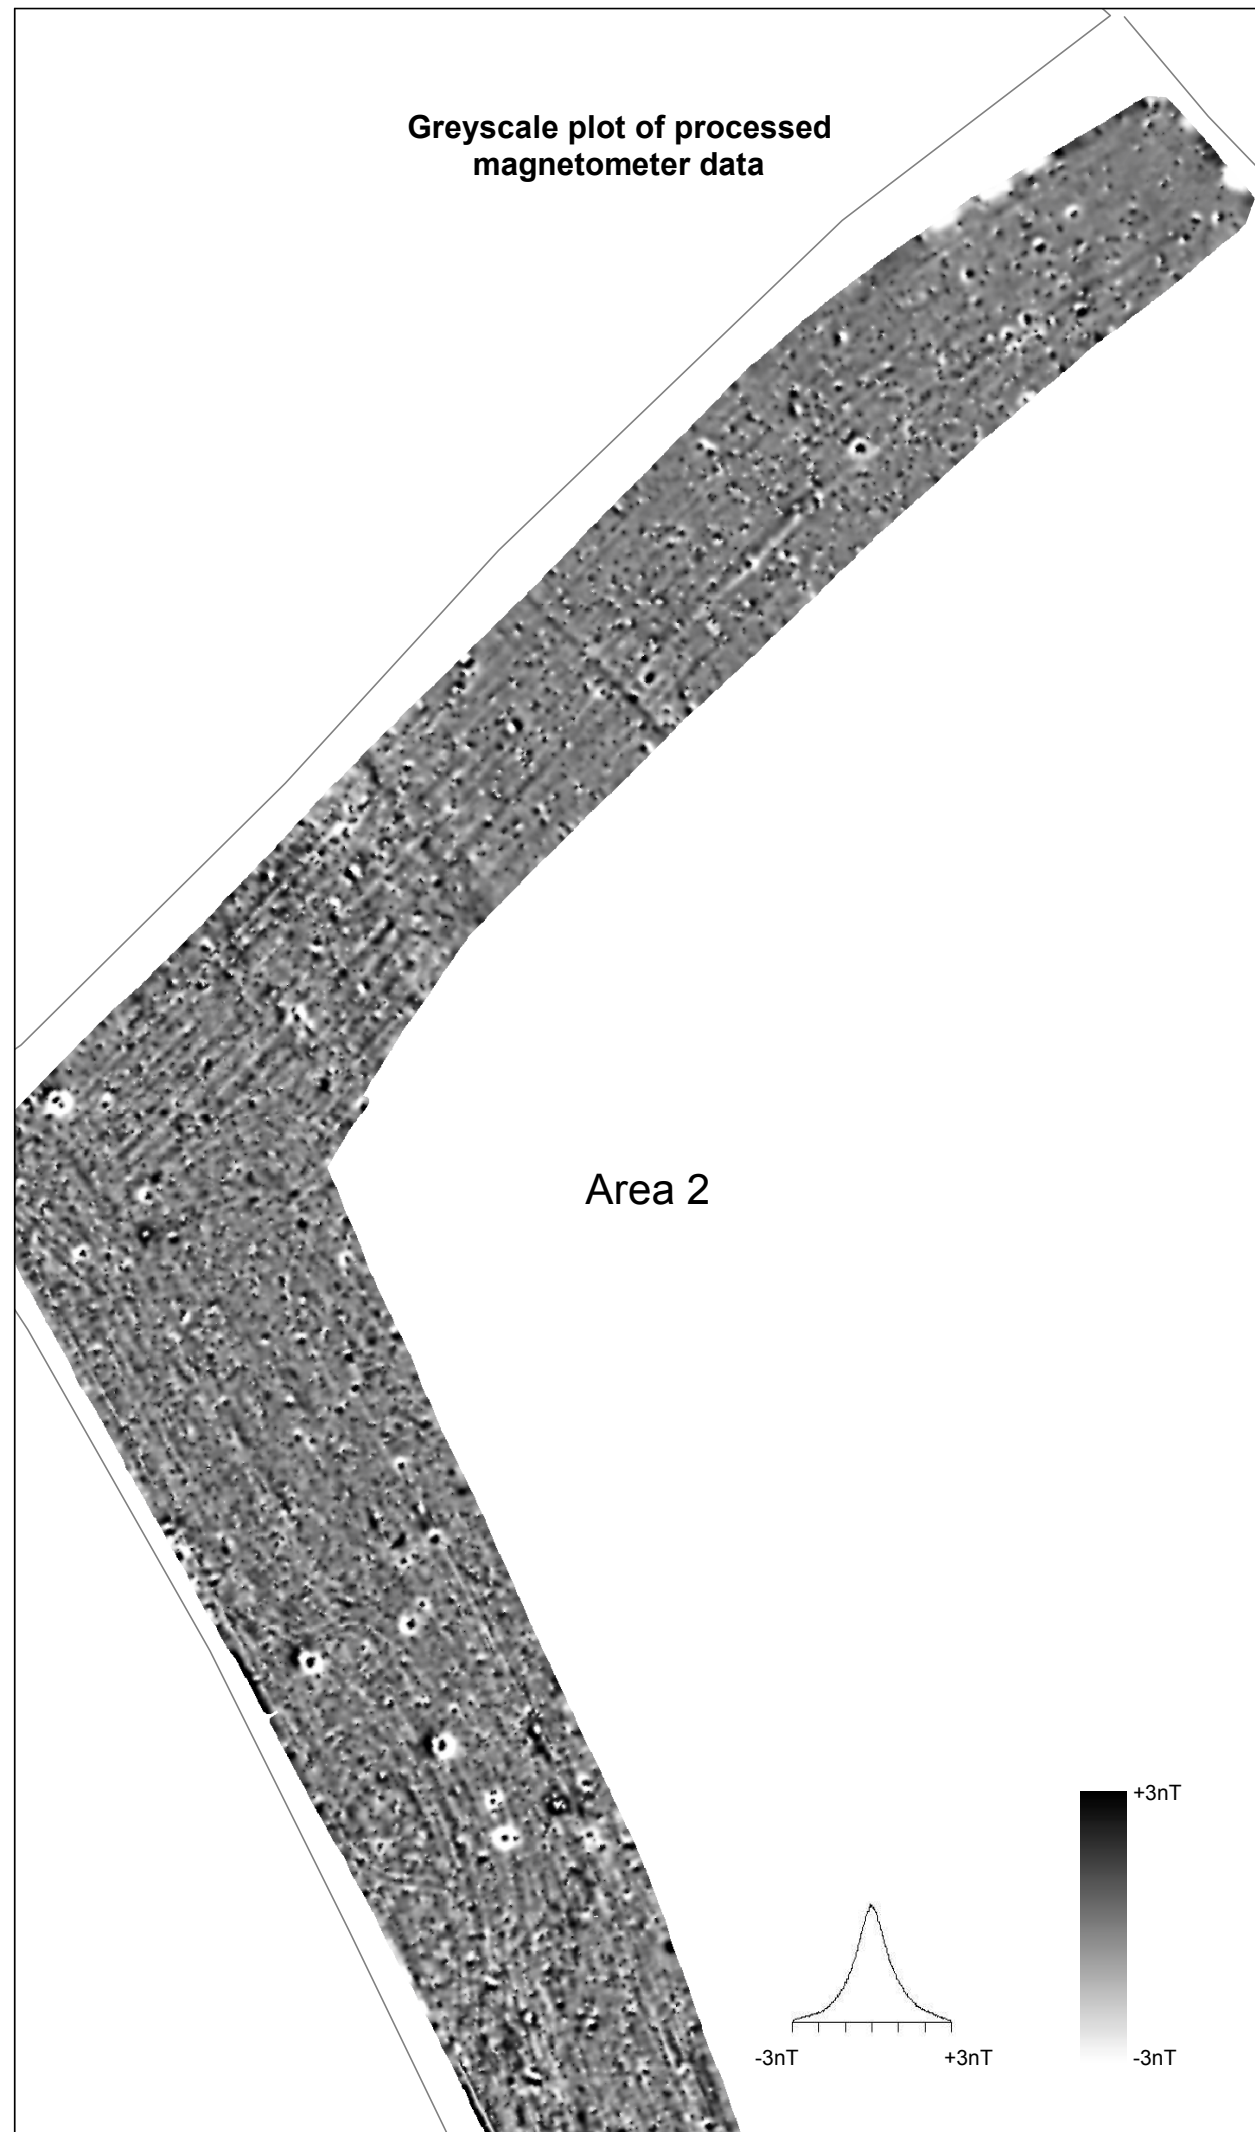 Greyscale plot of processed
magnetometer data
Area 2
+3nT
-3nT
+3nT
-3nT